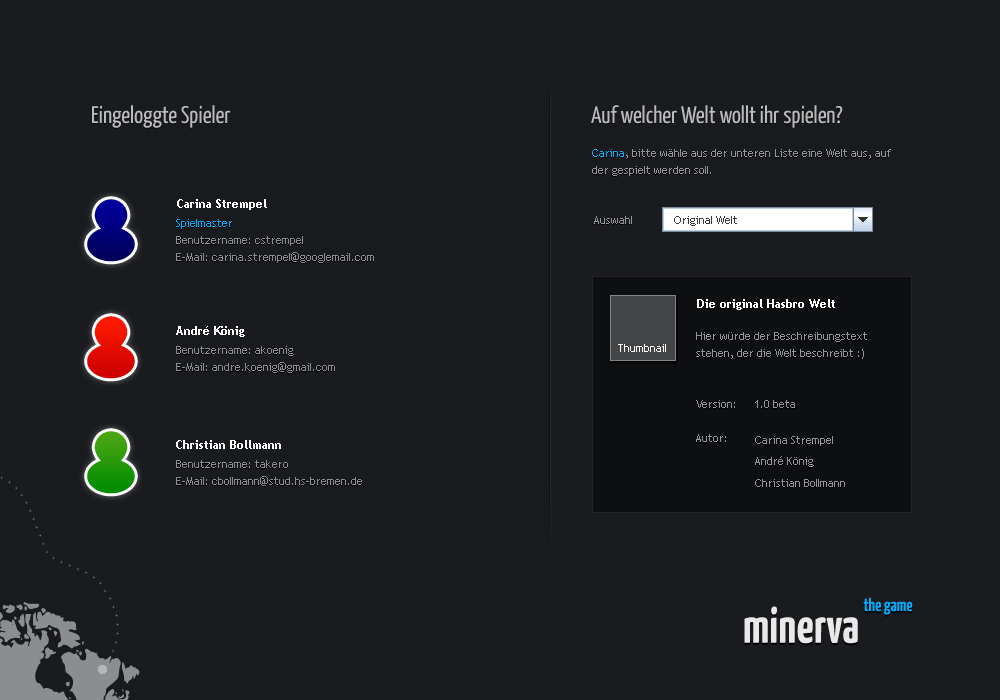 Eingeloggte Spieler
Carina Strempel
Spielmaster
Benutzername: cstrempel
E-Mail: carina.strempel@googlemail.com
André König
Benutzername: akoenig
E-Mail: andre.koenig@gmail.com
Christian Bollmann
Benutzername: takero
E-Mail: cbollmann@stud.hs-bremen.de
Auf welcher Welt wollt ihr spielen?
Carina, bitte wähle aus der unteren Liste eine Welt aus, auf
der gespielt werden soll.
Auswahl Original Welt
Thumbnail
Die original Hasbro Welt
Hier würde der Beschreibungstext
stehen, der die Welt beschreibt :)
Version: 1.0 beta
Autor: Carina Strempel
André König
Christian Bollmann
minerva the game